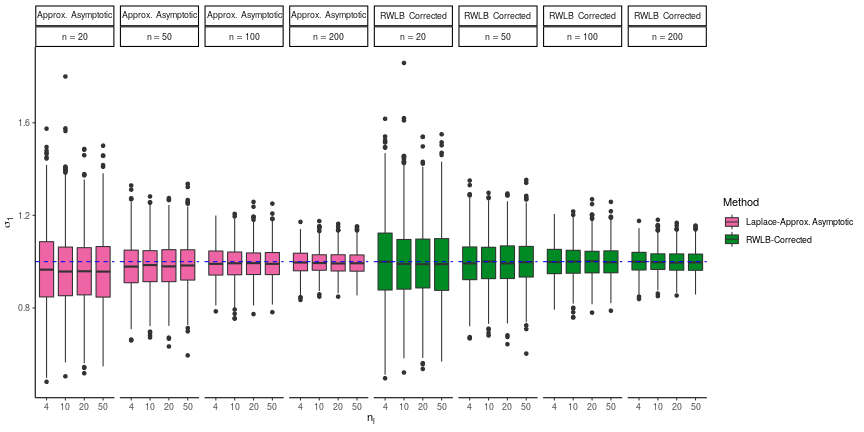 Approx. Asymptotic Approx. Asymptotic Approx. Asymptotic Approx. Asymptotic RWLB Corrected RWLB Corrected RWLB Corrected RWLB Corrected
n = 20 n = 50 n = 100 n = 200 n = 20 n = 50 n = 100 n = 200
1.6
1.2
0.8
σ1
4 10 20 50 4 10 20 50 4 10 20 50 4 10 20 50 4 10 20 50 4 10 20 50 4 10 20 50 4 10 20 50
ni
Method
Laplace-Approx. Asymptotic
RWLB-Corrected